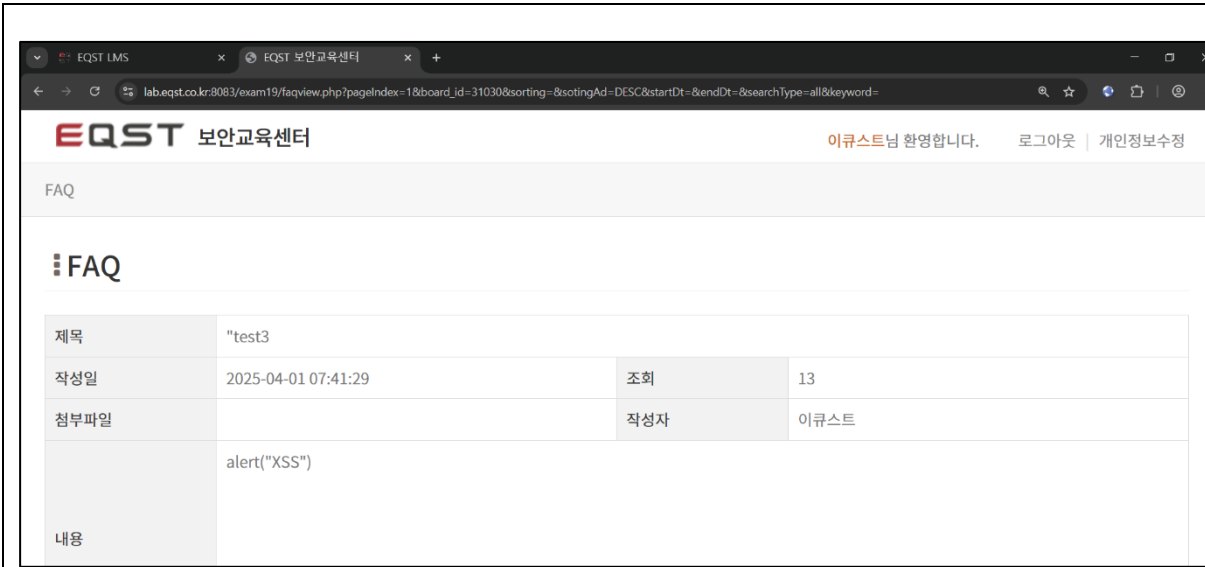 EQST LMS
EQST 보안교육센터
lab.eqst.co.kr:8083/exam19/faqview.php?pageIndex=1&board_id=31030&sorting=&sotingAd=DESC&startDt=&endDt=&searchType=all&keyword=
EQST 보안교육센터 이큐스트님 환영합니다. 로그아웃 | 개인정보수정
FAQ
FAQ
제목 "test3
작성일 2025-04-01 07:41:29 조회 13
첨부파일 작성자 이큐스트
alert("XSS")
내용